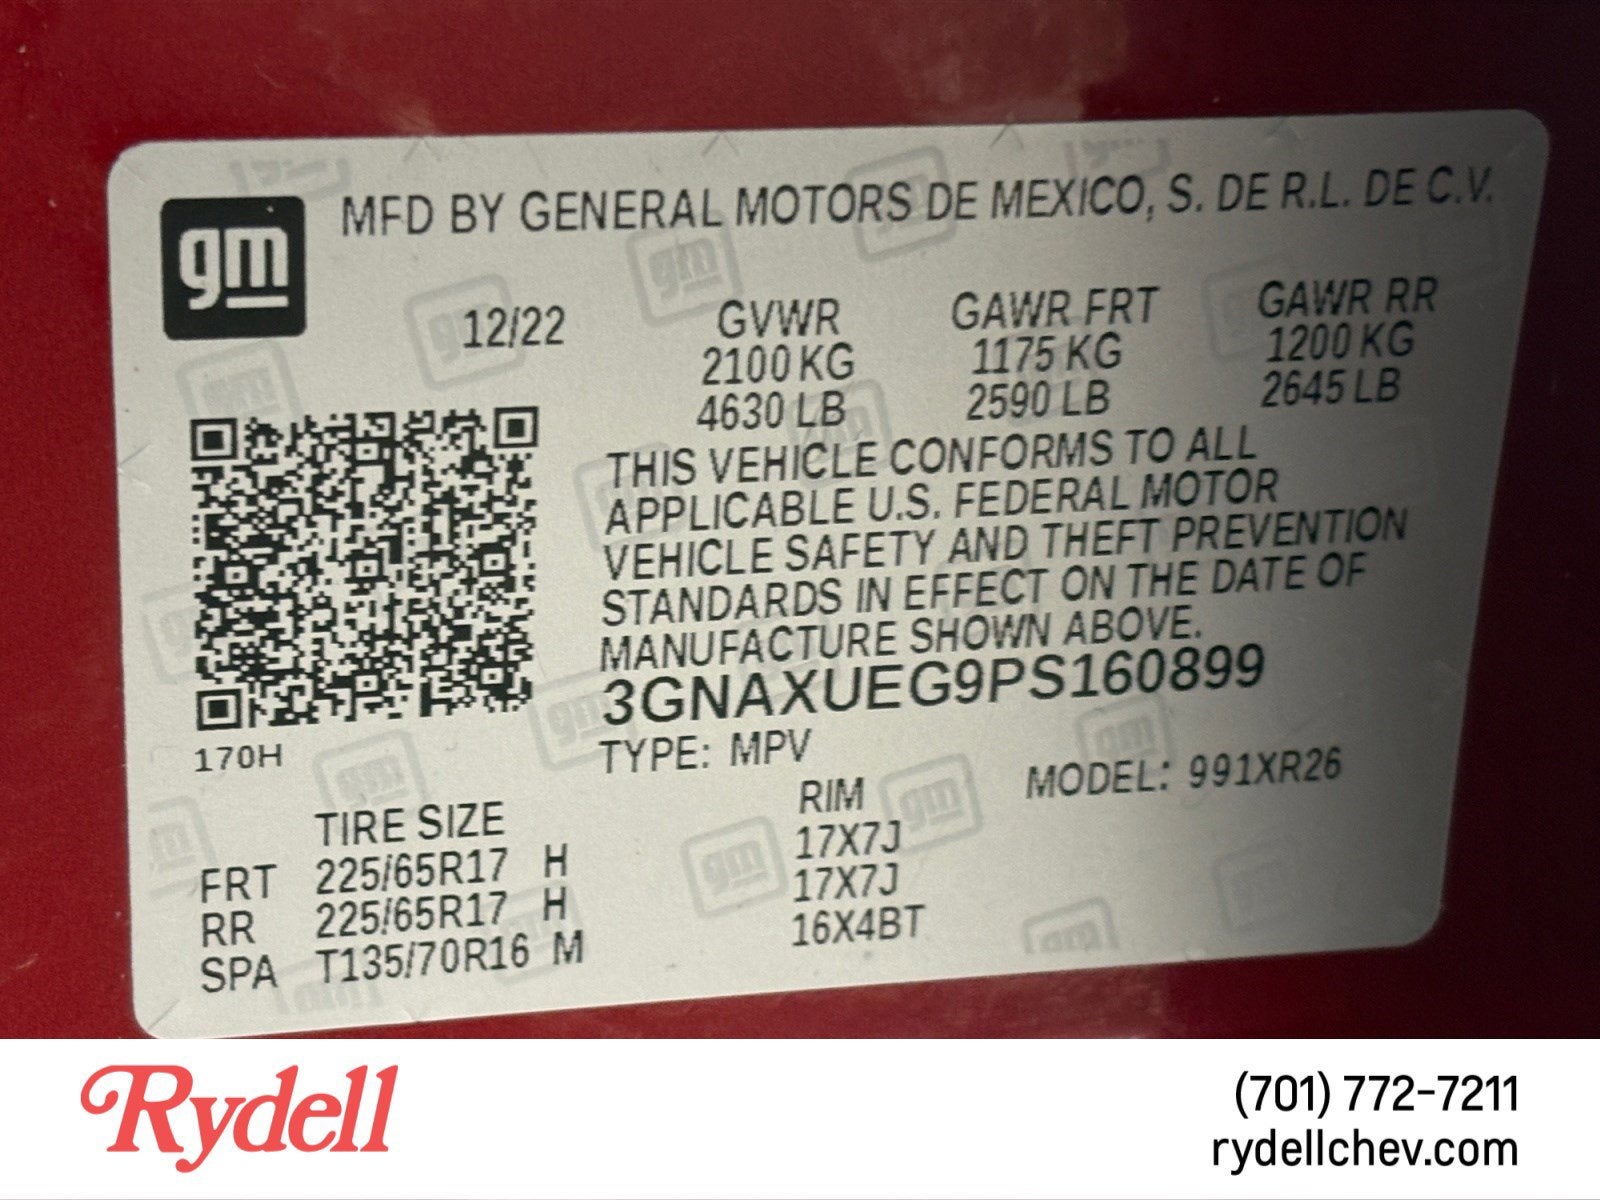 gm
MFD BY GENERAL MOTORS DE MEXICO, S. DE R.L. DE C.V.
12/22
GVWR GAWR FRT GAWR RR
2100 KG 1175 KG 1200 KG
4630 LB 2590 LB 2645 LB
THIS VEHICLE CONFORMS TO ALL
APPLICABLE U.S. FEDERAL MOTOR
VEHICLE SAFETY AND THEFT PREVENTION
STANDARDS IN EFFECT ON THE DATE OF
MANUFACTURE SHOWN ABOVE.
3GNAXUEG9PS160899
170H
TYPE: MPV MODEL: 991XR26
TIRE SIZE RIM
FRT 225/65R17 H 17X7J
RR 225/65R17 H 17X7J
SPA T135/70R16 M 16X4BT
Rydell
(701) 772-7211
rydellchev.com